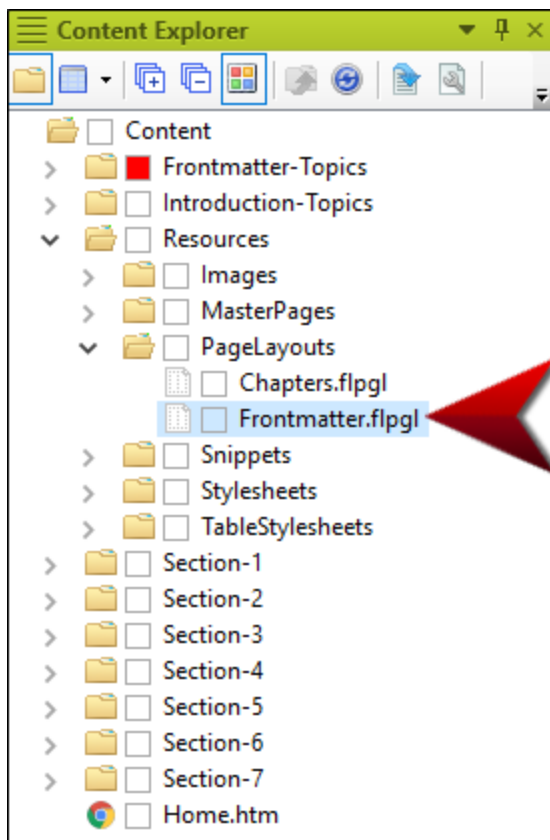 Content Explorer
Content
Frontmatter-Topics
Introduction-Topics
Resources
Images
MasterPages
PageLayouts
Chapters.flpgl
Frontmatter.flpgl
Snippets
Stylesheets
TableStylesheets
Section-1
Section-2
Section-3
Section-4
Section-5
Section-6
Section-7
Home.htm